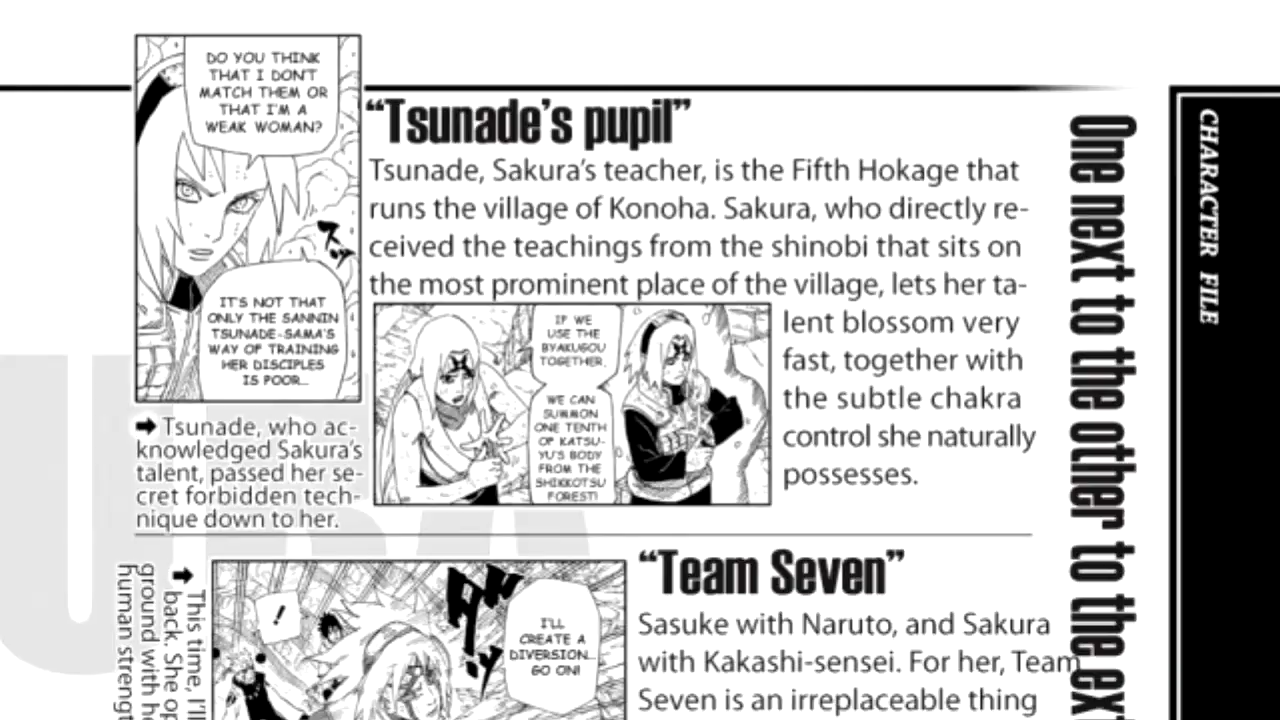 DO YOU THINK
THAT I DON'T
MATCH THEM OR
THAT I'M A
WEAK WOMAN?
IT'S NOT THAT
ONLY THE SANNIN
TSUNADE-SAMA'S
WAY OF TRAINING
HER DISCIPLES
IS POOR...
スッ
➡ Tsunade, who ac-
knowledged Sakura's
talent, passed her se-
cret forbidden tech-
nique down to her.
“Tsunade's pupil”
Tsunade, Sakura's teacher, is the Fifth Hokage that
runs the village of Konoha. Sakura, who directly re-
ceived the teachings from the shinobi that sits on
the most prominent place of the village, lets her ta-
lent blossom very
fast, together with
the subtle chakra
control she naturally
possesses.
IF WE
USE THE
BYAKUGOU
TOGETHER,
WE CAN
SUMMON
ONE TENTH
OF KATSU-
YU'S BODY
FROM THE
SHIKKOTSU
FOREST!
“Team Seven”
Sasuke with Naruto, and Sakura
with Kakashi-sensei. For her, Team
Seven is an irreplaceable thing
!
I'LL
CREATE A
DIVERSION...
GO ON!
➡ This time, I'll
back. She op
ground with he
human strengt
One next to the other to the ext
CHARACTER FILE